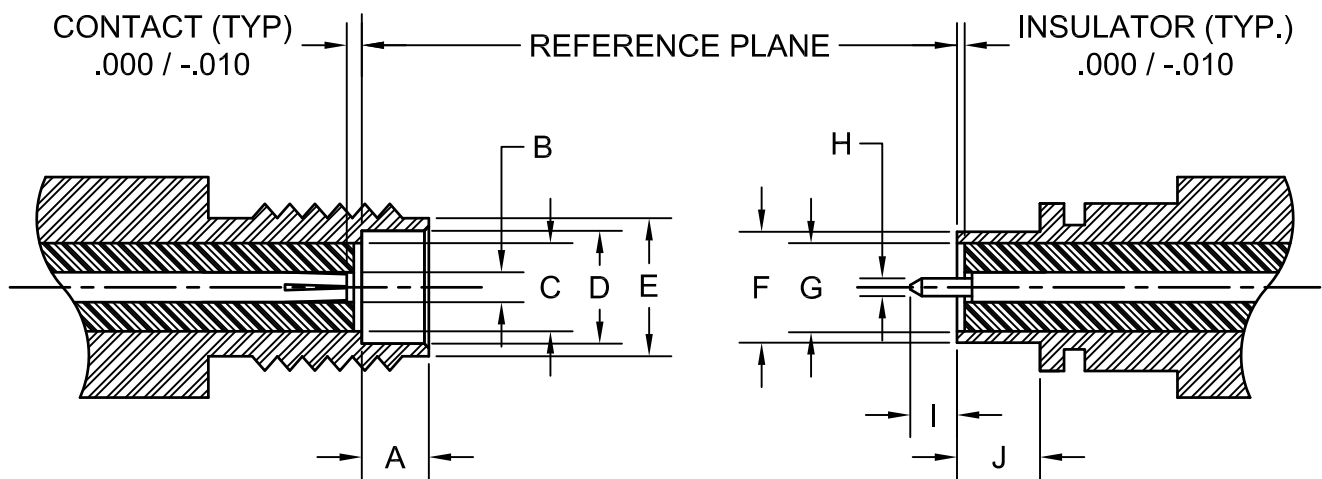 CONTACT (TYP)
.000 / -.010
REFERENCE PLANE
INSULATOR (TYP.)
.000 / -.010
B
H
C
D
E
F
G
A
I
J